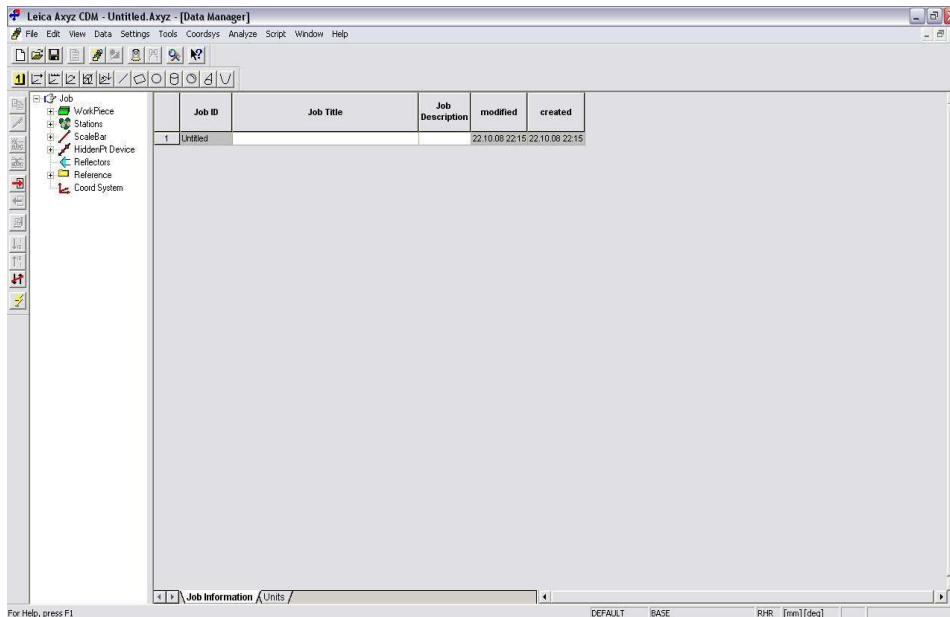 Leica Axyz CDM - Untitled.Axyz - [Data Manager]
File Edit View Data Settings Tools Coordsys Analyze Script Window Help
Job
WorkPiece
Stations
ScaleBar
HiddenPt Device
Reflectors
Reference
Coord System
Job ID Job Title Job Description modified created
1 Untitled 22.10.08 22:15 22.10.08 22:15
Job Information Units
For Help, press F1 DEFAULT BASE RHR [mm] [deg]